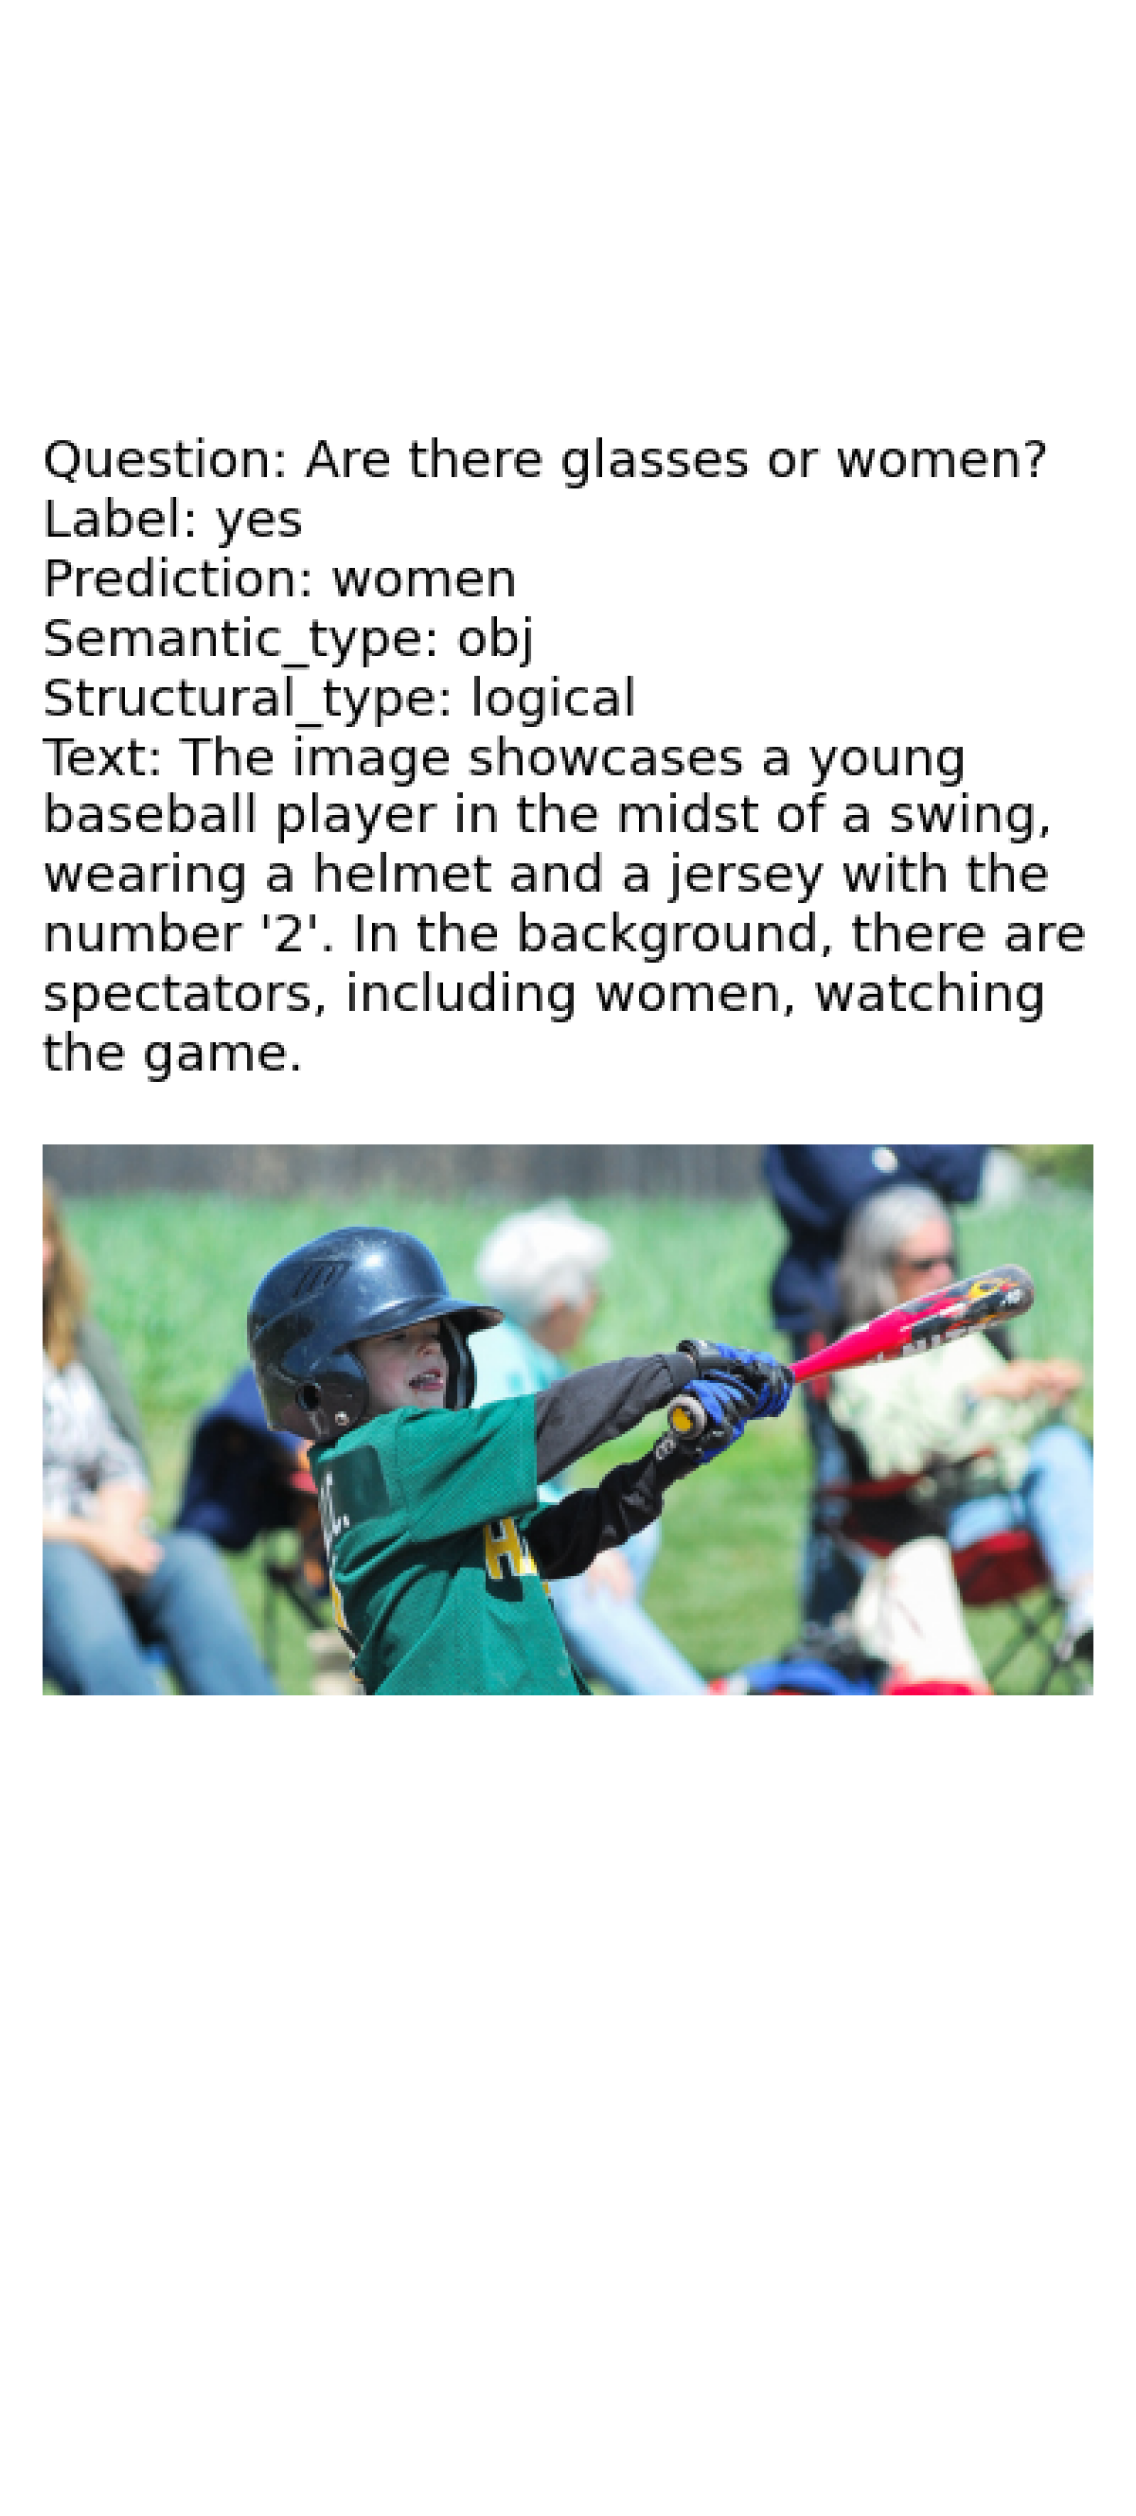 Question: Are there glasses or women?
Label: yes
Prediction: women
Semantic_type: obj
Structural_type: logical
Text: The image showcases a young
baseball player in the midst of a swing,
wearing a helmet and a jersey with the
number '2'. In the background, there are
spectators, including women, watching
the game.